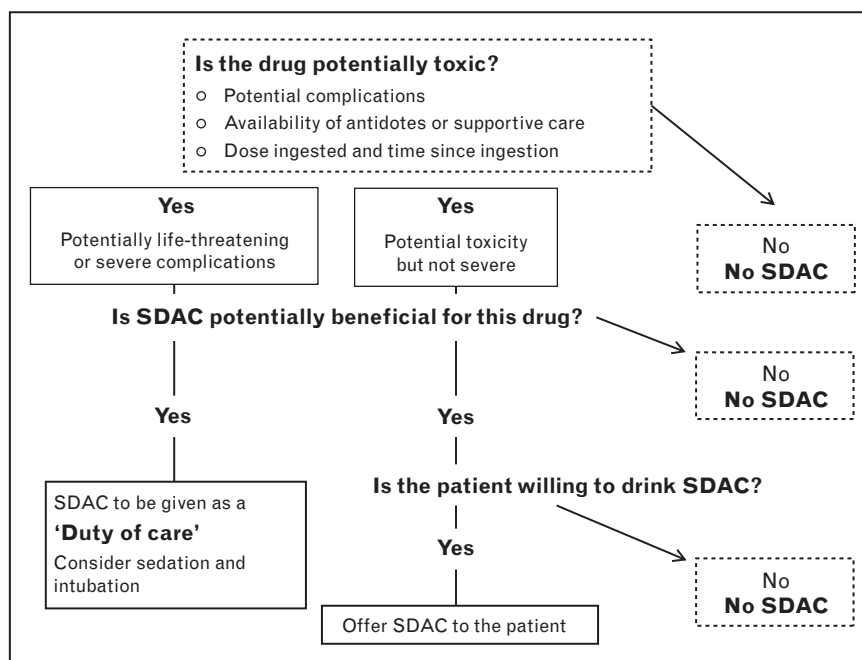 Is the drug potentially toxic?
○ Potential complications
○ Availability of antidotes or supportive care
○ Dose ingested and time since ingestion
Yes
Potentially life-threatening
or severe complications
Yes
Potential toxicity
but not severe
No
No SDAC
Is SDAC potentially beneficial for this drug?
No
No SDAC
Yes
Yes
Is the patient willing to drink SDAC?
SDAC to be given as a
‘Duty of care’
Consider sedation and
intubation
Yes
No
No SDAC
Offer SDAC to the patient